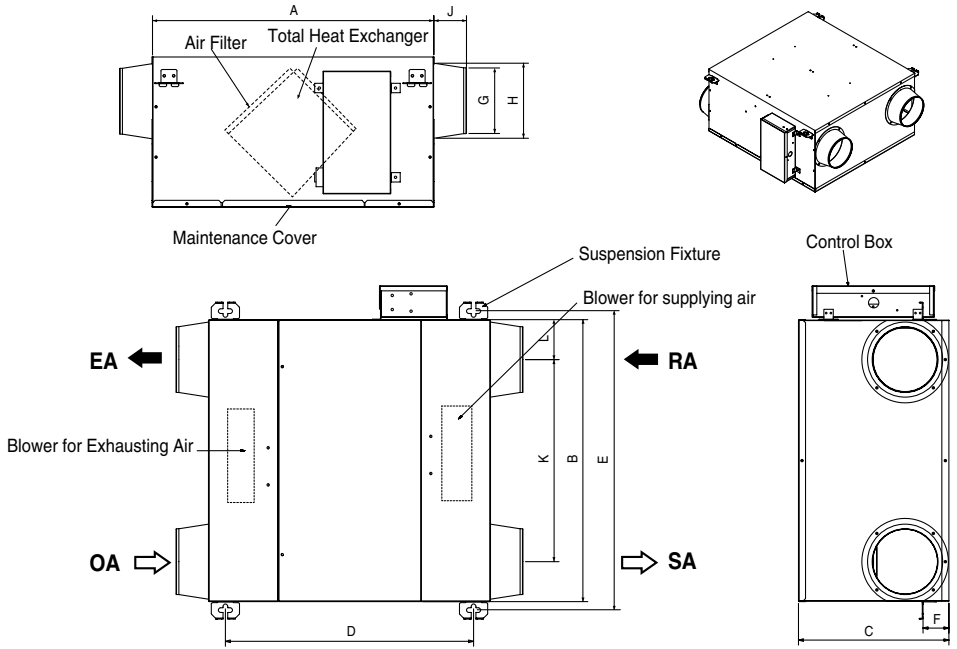 A
J
Air Filter
Total Heat Exchanger
G
H
Maintenance Cover
Control Box
Suspension Fixture
Blower for supplying air
EA
L
RA
Blower for Exhausting Air
K
B
E
OA
SA
D
F
C